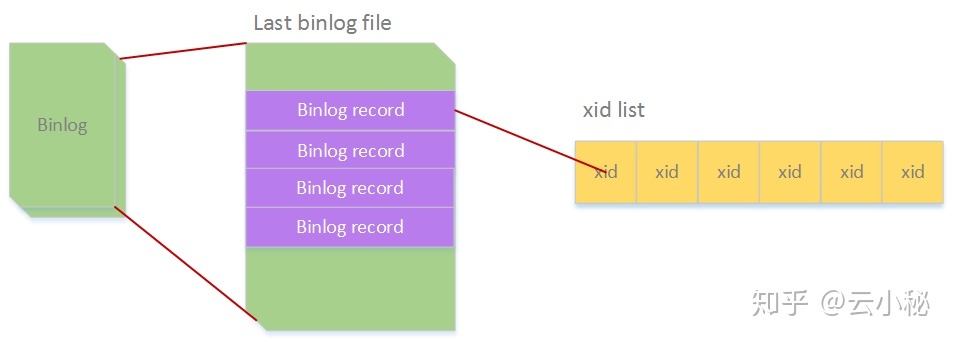 Last binlog file
Binlog
Binlog record
Binlog record
Binlog record
Binlog record
xid list
xid xid xid xid xid xid
知乎 @云小秘